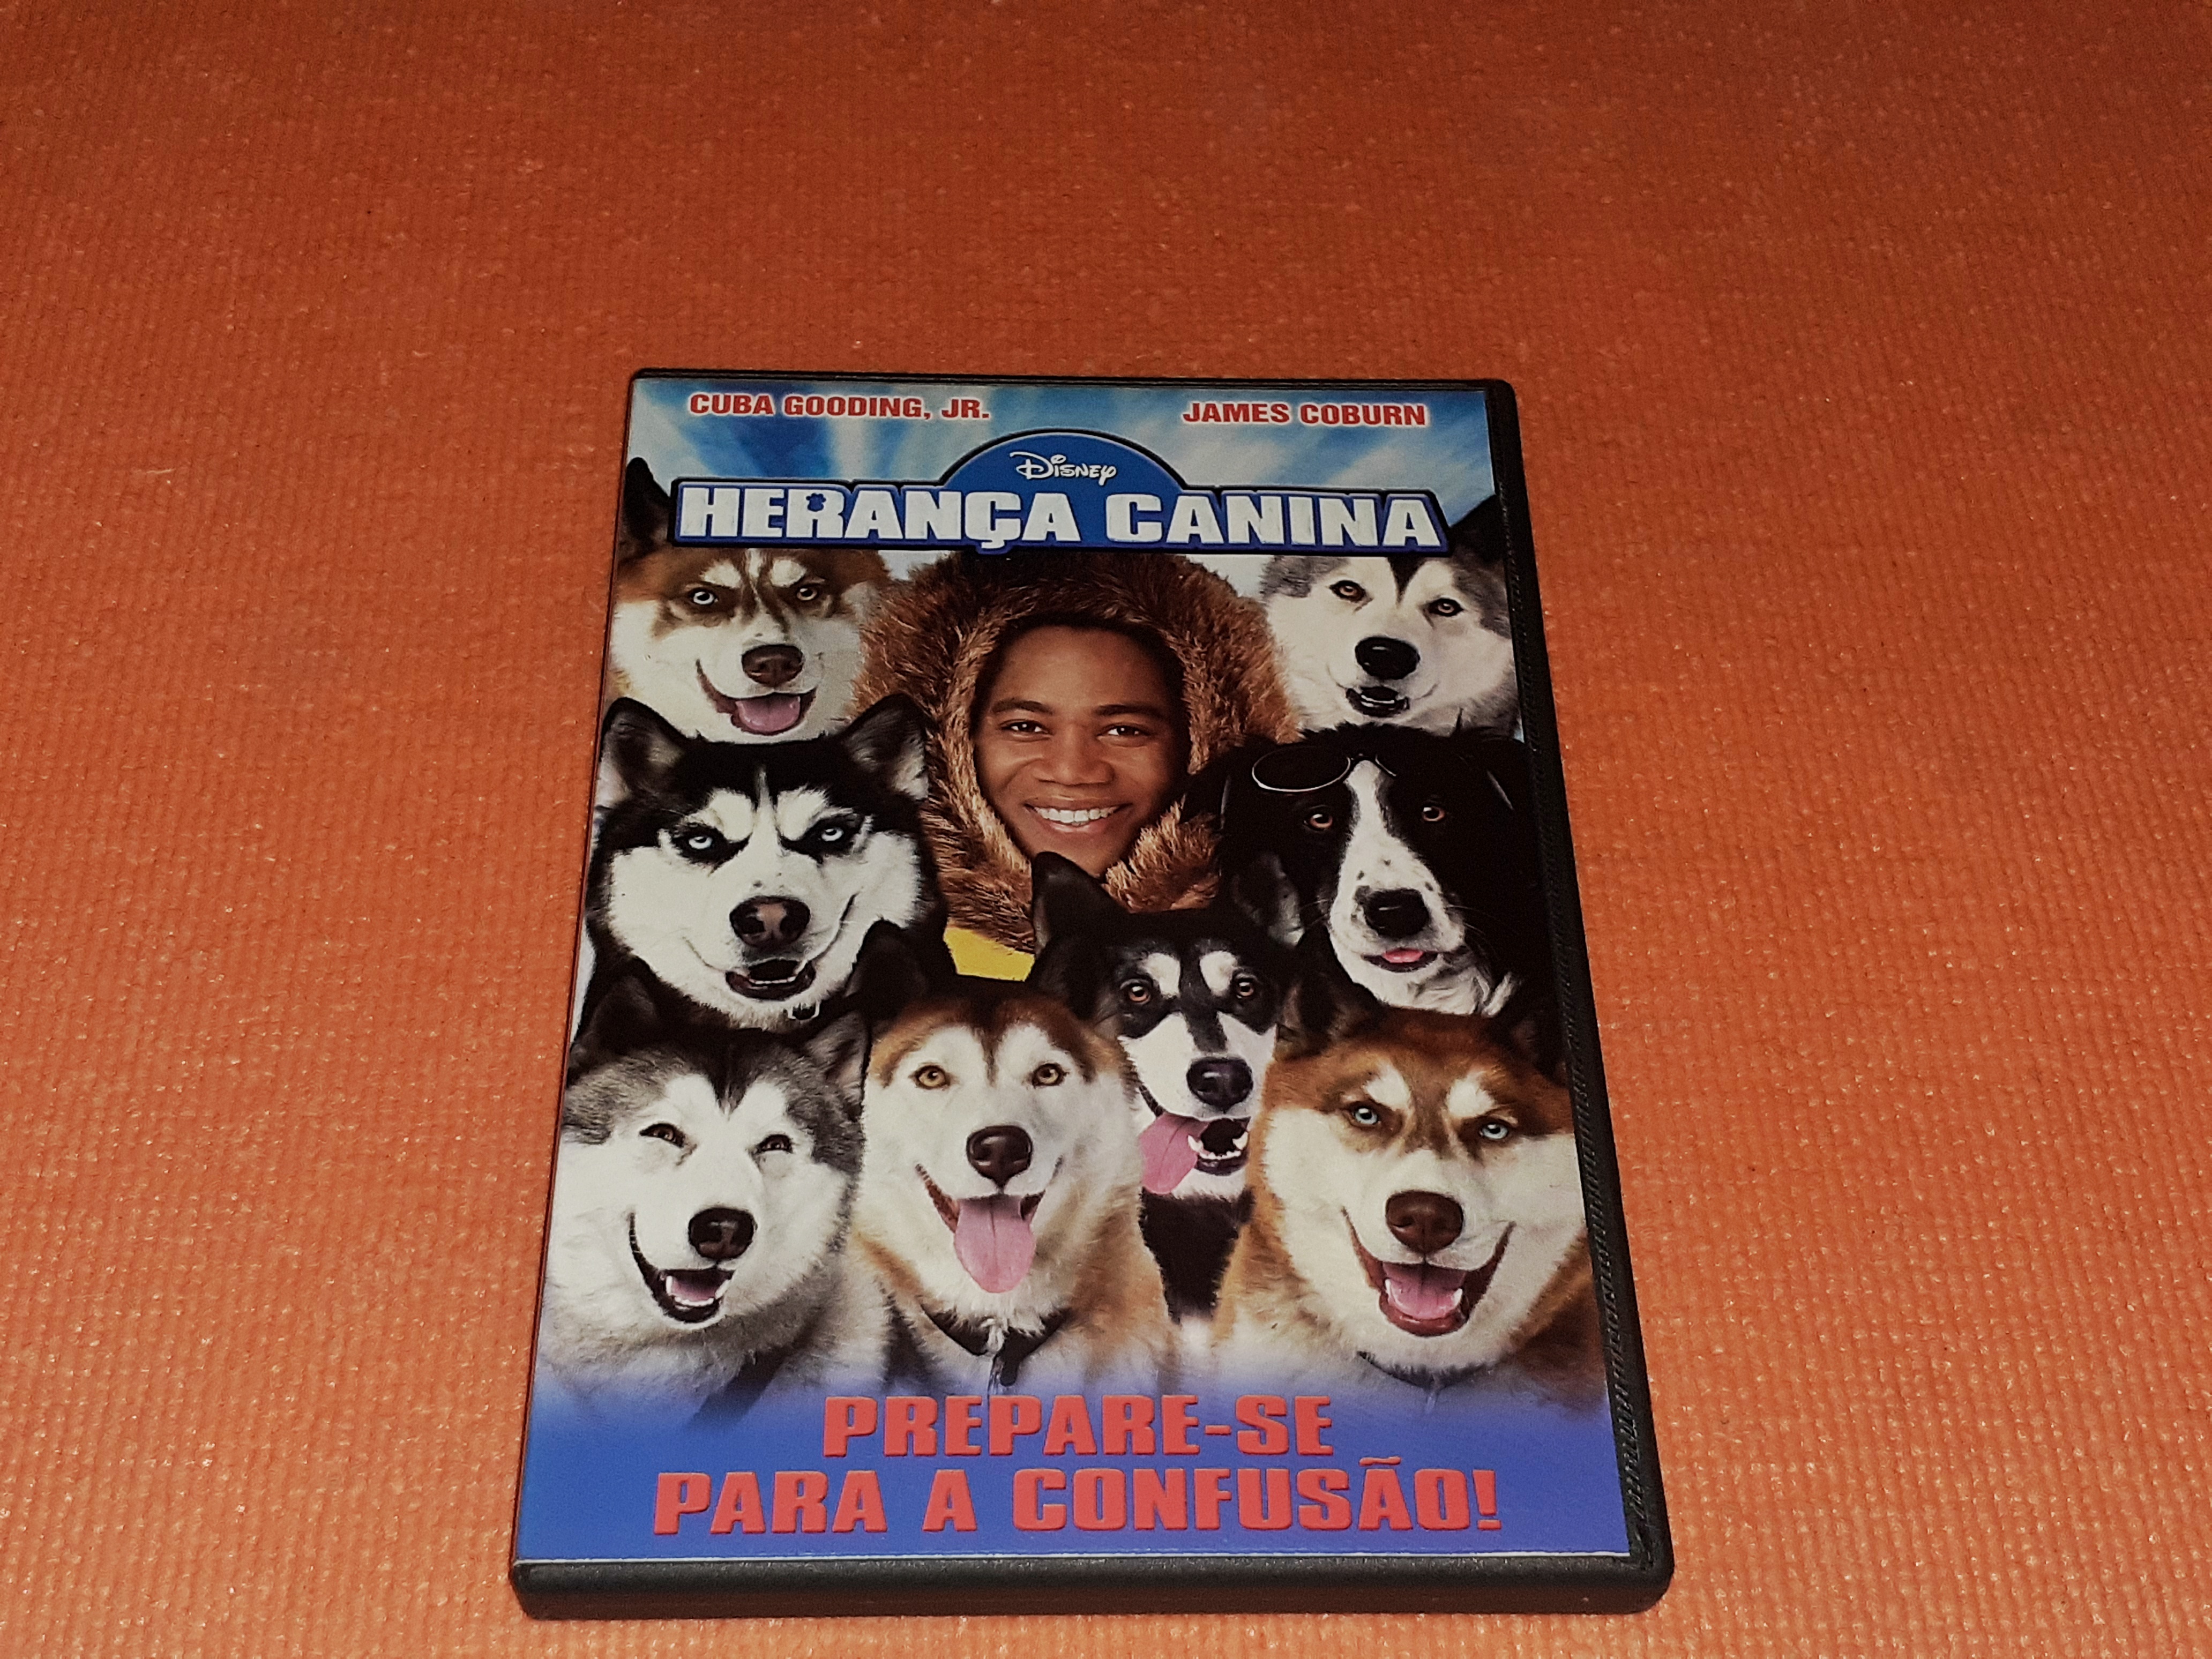 CUBA GOODING, JR. JAMES COBURN
DISNEY
HERANÇA CANINA
PREPARE-SE
PARA A CONFUSÃO!